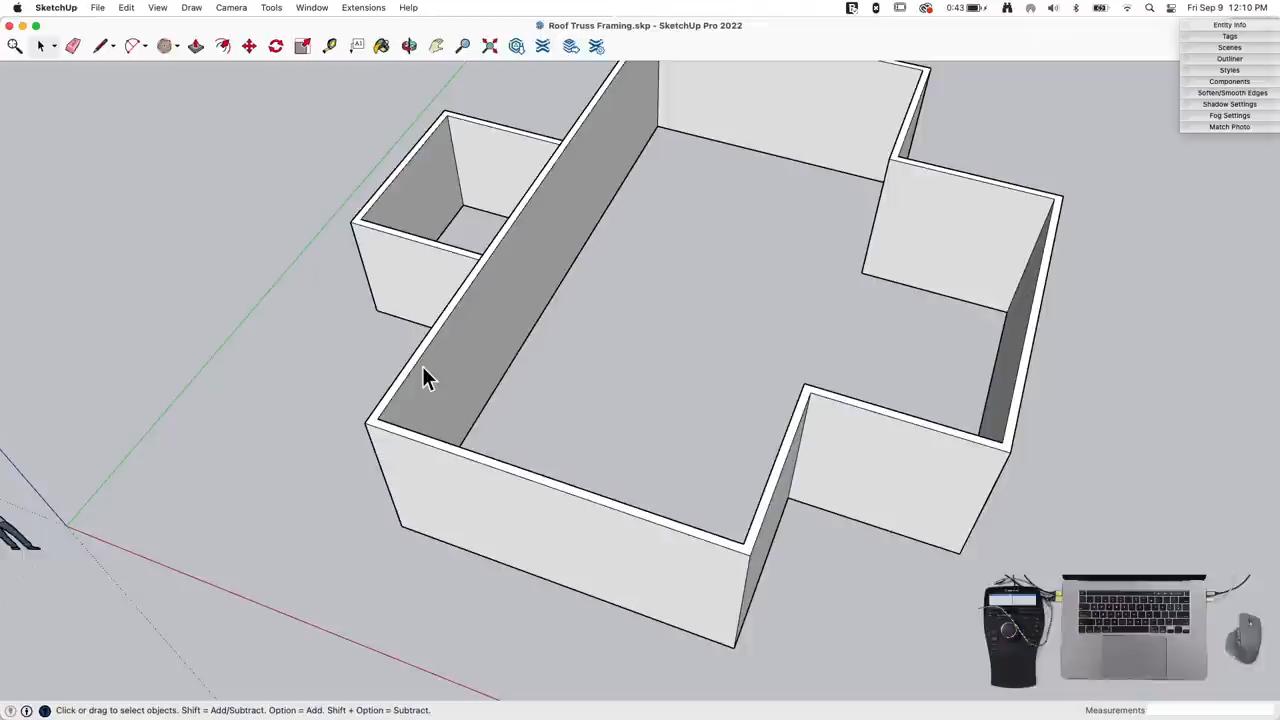 SketchUp File Edit View Draw Camera Tools Window Extensions Help 0:43 Fri Sep 9 12:10 PM
Roof Truss Framing.skp - SketchUp Pro 2022
Entity Info
Tags
Scenes
Outliner
Styles
Components
Soften/Smooth Edges
Shadow Settings
Fog Settings
Match Photo
Click or drag to select objects. Shift = Add/Subtract. Option = Add. Shift + Option = Subtract. Measurements